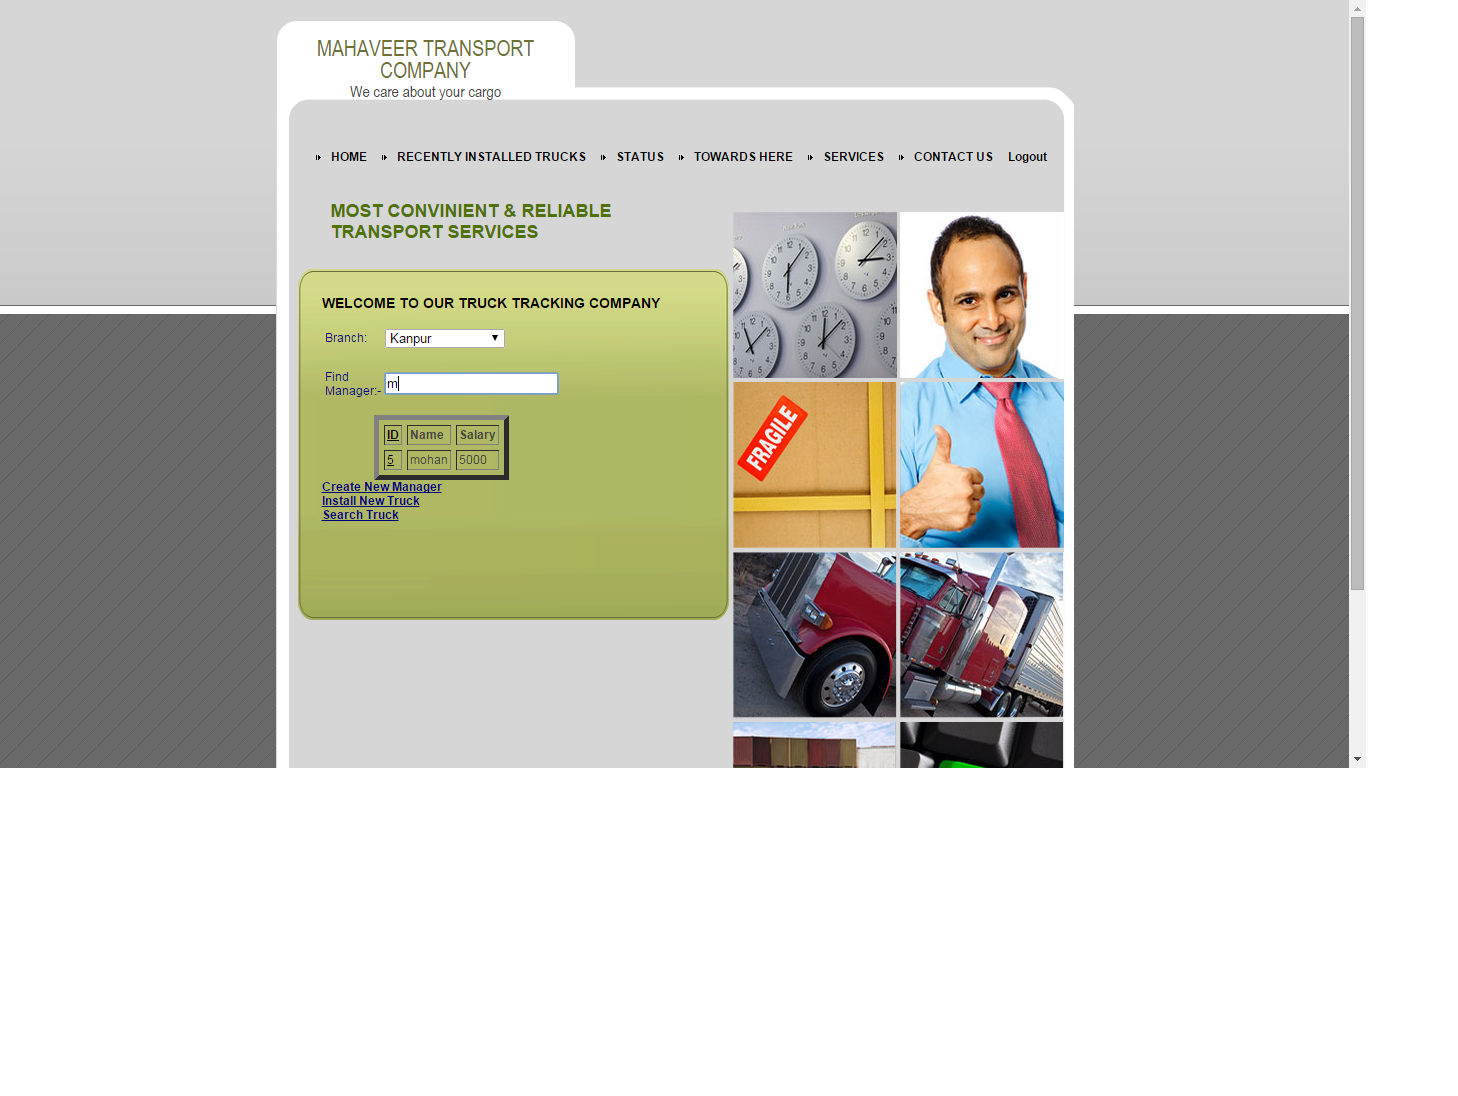 MAHAVEER TRANSPORT
COMPANY
We care about your cargo
HOME RECENTLY INSTALLED TRUCKS STATUS TOWARDS HERE SERVICES CONTACT US Logout
MOST CONVINIENT & RELIABLE
TRANSPORT SERVICES
WELCOME TO OUR TRUCK TRACKING COMPANY
Branch: Kanpur
Find
Manager:- m
ID Name Salary
5 mohan 5000
Create New Manager
Install New Truck
Search Truck
FRAGILE